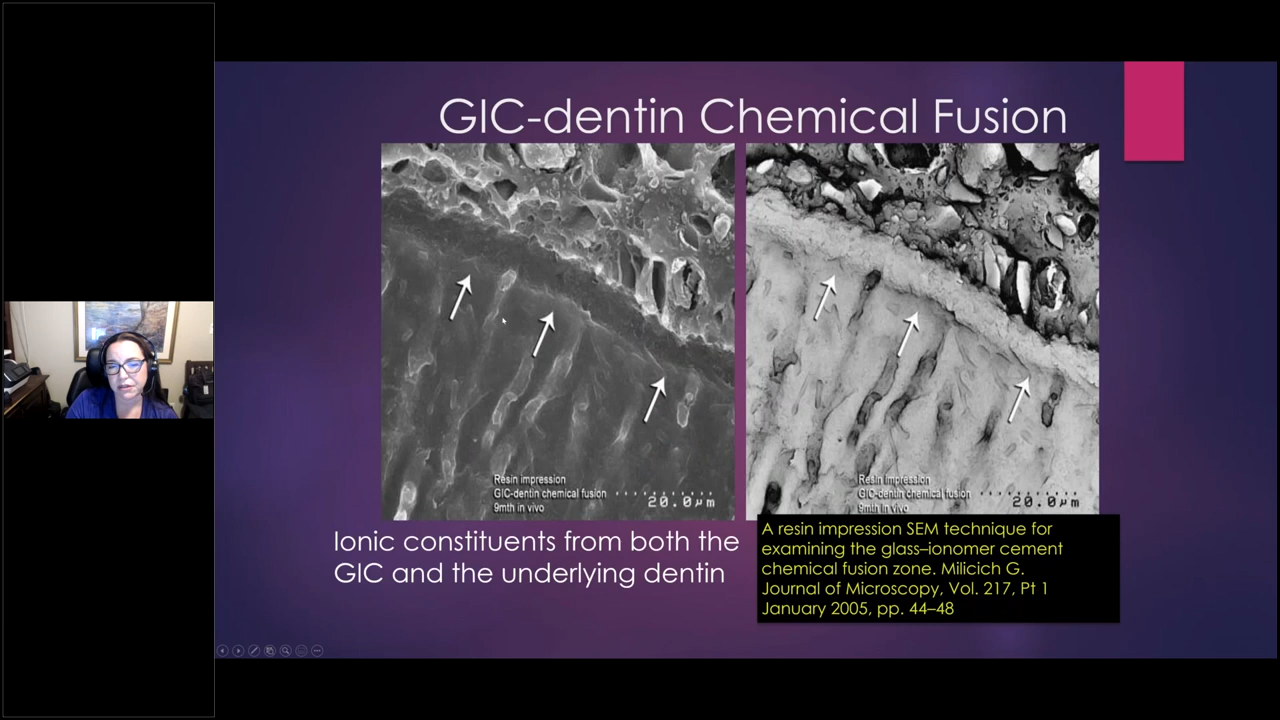 GIC-dentin Chemical Fusion
Resin impression
GIC-dentin chemical fusion
9mth in vivo
20.0μm
Resin impression
GIC-dentin chemical fusion
9mth in vivo
20.0μm
Ionic constituents from both the
GIC and the underlying dentin
A resin impression SEM technique for
examining the glass–ionomer cement
chemical fusion zone. Milicich G.
Journal of Microscopy, Vol. 217, Pt 1
January 2005, pp. 44–48